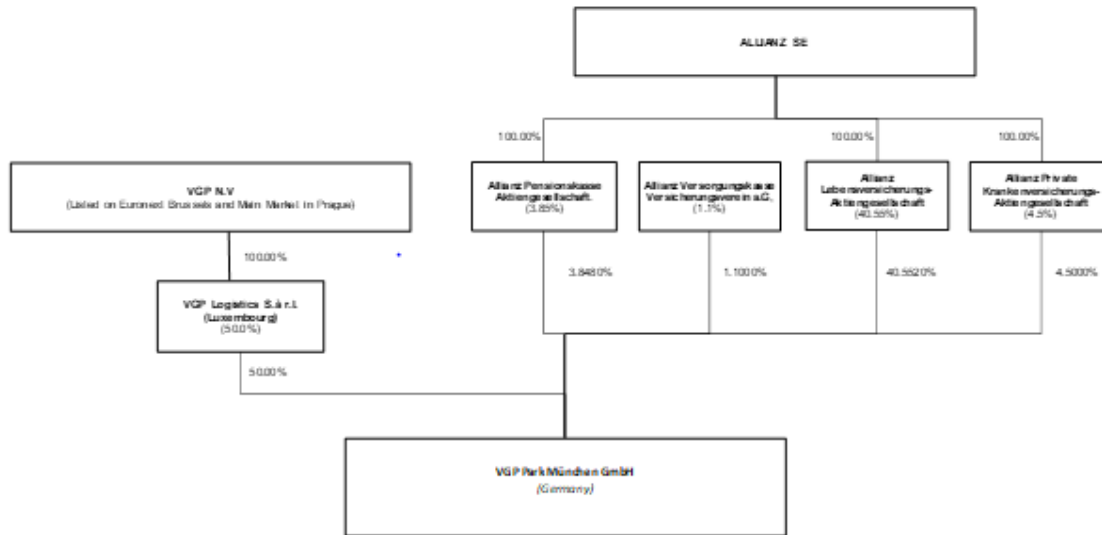 ALLIANZ SE
100.00%
100.00%
100.00%
VGP N.V
(Listed on Euronext Brussels and Main Market in Prague)
Allianz Pensionskasse
Aktiengesellschaft.
(3.85%)
Allianz Versorgungskasse
Versicherungsverein a.G,
(1.1%)
Allianz
Lebensversicherungs-
Aktiengesellschaft
(40.55%)
Allianz Private
Krankenversicherungs-
Aktiengesellschaft
(4.5%)
100.00%
3.8480%
1.1000%
40.5520%
4.5000%
VGP Logistics S.à r.l.
(Luxembourg)
(50.0%)
50.00%
VGP Park München GmbH
(Germany)